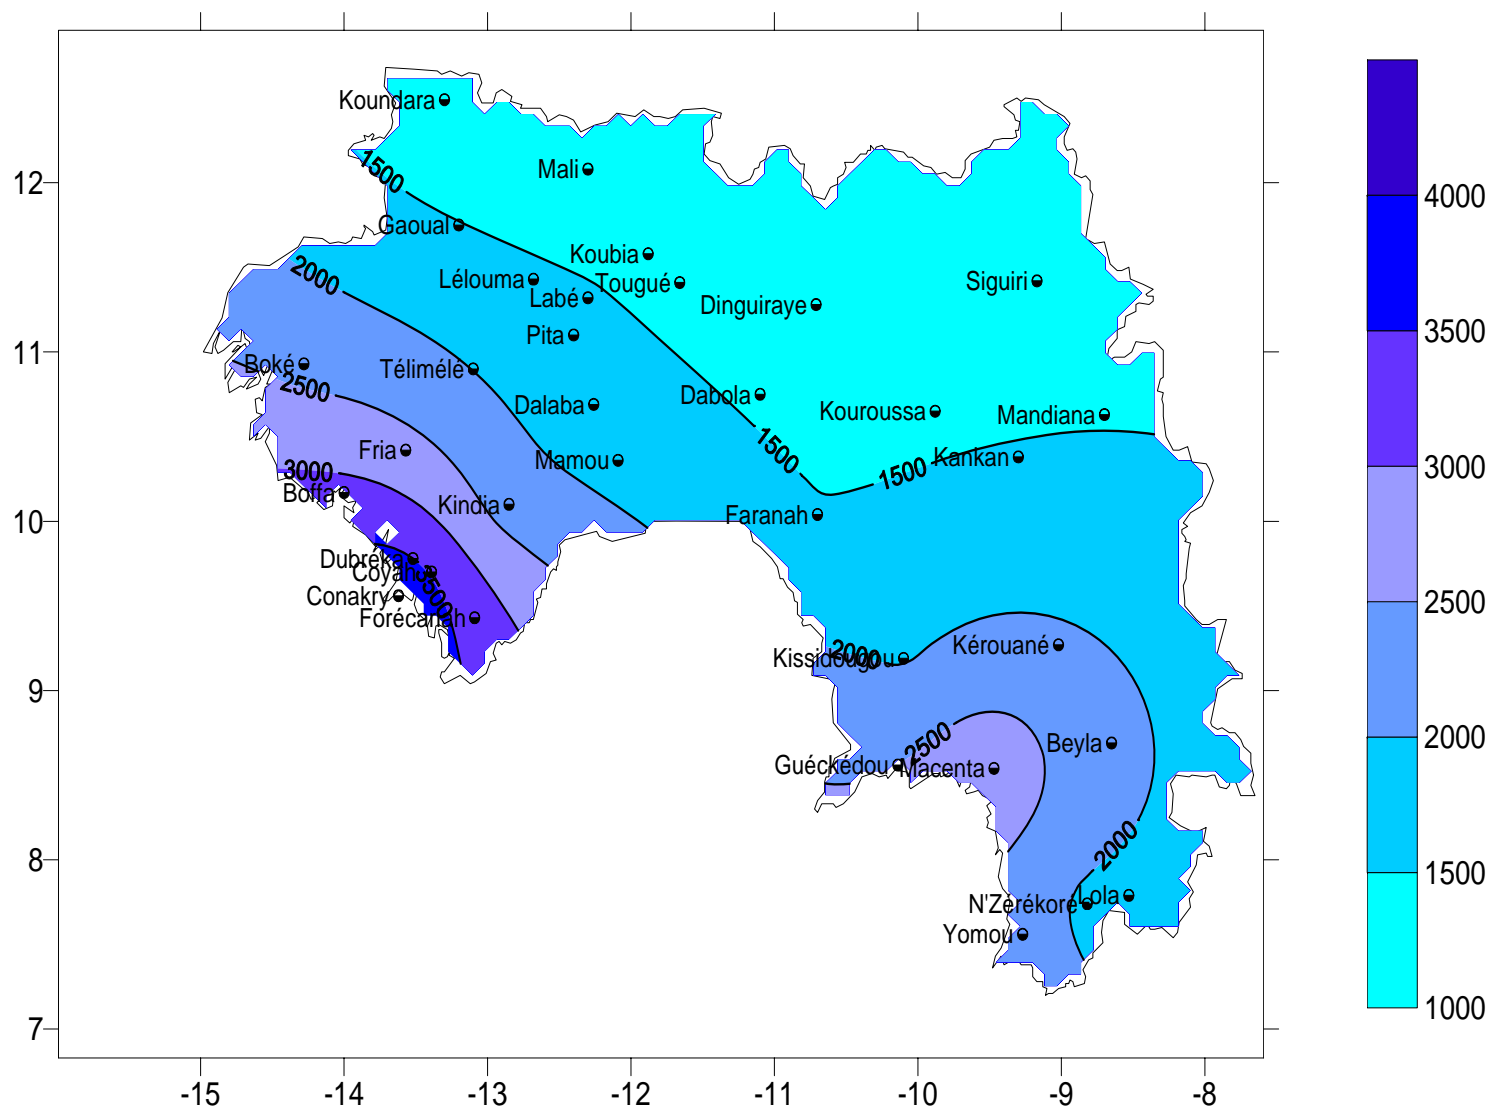 Koundara
Mali
12
1500
4000
Gaoual
Koubia
2000
Lélouma
Tougué
Siguiri
Labé
Dinguiraye
Pita
3500
11
Boké
Télimélé
2500
Dabola
Dalaba
Kouroussa
Mandiana
1500
Fria
Mamou
Kankan
3000
1500
3000
Boffa
Kindia
10
Faranah
Dubréka
Coyah
Conakry
500
2500
Forécariah
Kérouané
2000
Kissidougou
9
2500
Beyla
2000
Guéckédou
Macenta
8
2000
1500
Lola
N'Zérékoré
Yomou
7
1000
-15
-14
-13
-12
-11
-10
-9
-8